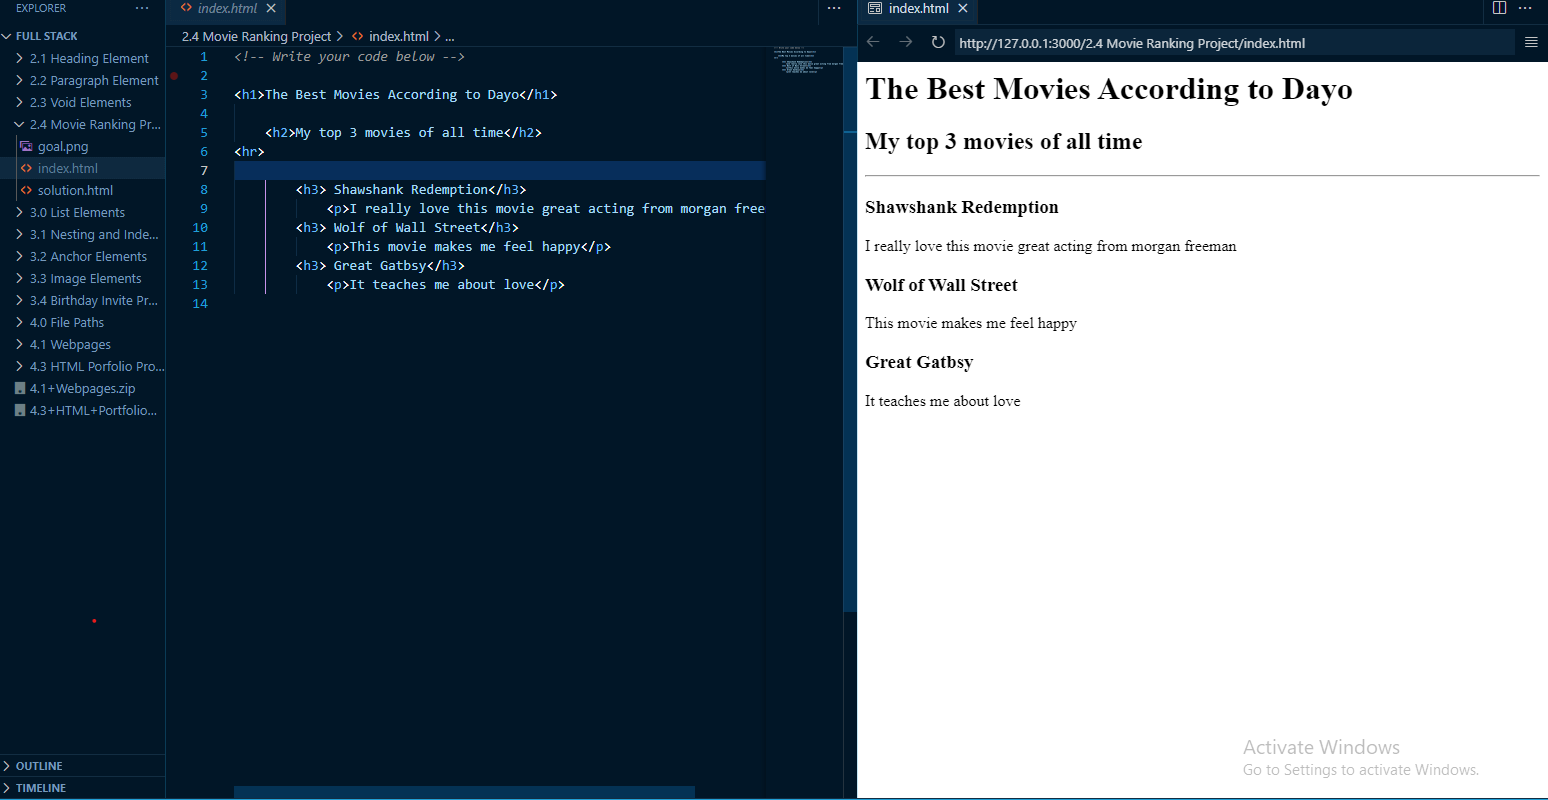 EXPLORER ···
FULL STACK
2.1 Heading Element
2.2 Paragraph Element
2.3 Void Elements
2.4 Movie Ranking Pr...
goal.png
index.html
solution.html
3.0 List Elements
3.1 Nesting and Inde...
3.2 Anchor Elements
3.3 Image Elements
3.4 Birthday Invite Pr...
4.0 File Paths
4.1 Webpages
4.3 HTML Porfolio Pro...
4.1+Webpages.zip
4.3+HTML+Portfolio...
OUTLINE
TIMELINE
index.html
2.4 Movie Ranking Project > index.html > ...
1 <!-- Write your code below -->
2
3 <h1>The Best Movies According to Dayo</h1>
4
5 <h2>My top 3 movies of all time</h2>
6 <hr>
7
8 <h3> Shawshank Redemption</h3>
9 <p>I really love this movie great acting from morgan free
10 <h3> Wolf of Wall Street</h3>
11 <p>This movie makes me feel happy</p>
12 <h3> Great Gatbsy</h3>
13 <p>It teaches me about love</p>
14
index.html
http://127.0.0.1:3000/2.4 Movie Ranking Project/index.html
The Best Movies According to Dayo
My top 3 movies of all time
Shawshank Redemption
I really love this movie great acting from morgan freeman
Wolf of Wall Street
This movie makes me feel happy
Great Gatbsy
It teaches me about love
Activate Windows
Go to Settings to activate Windows.